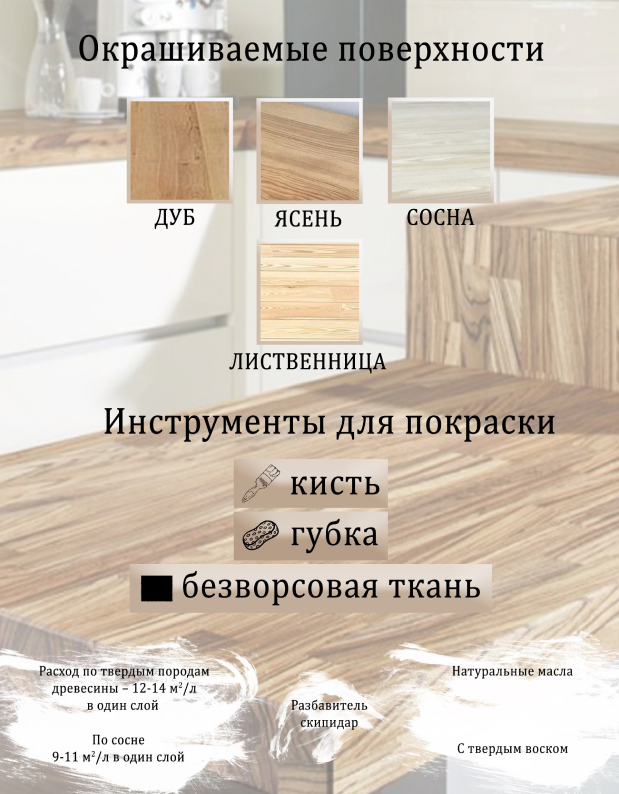 Окрашиваемые поверхности
ДУБ
ЯСЕНЬ
СОСНА
ЛИСТВЕННИЦА
Инструменты для покраски
кисть
губка
безворсовая ткань
Расход по твердым породам
древесины – 12-14 м²/л
в один слой
По сосне
9-11 м²/л в один слой
Разбавитель
скипидар
Натуральные масла
С твердым воском